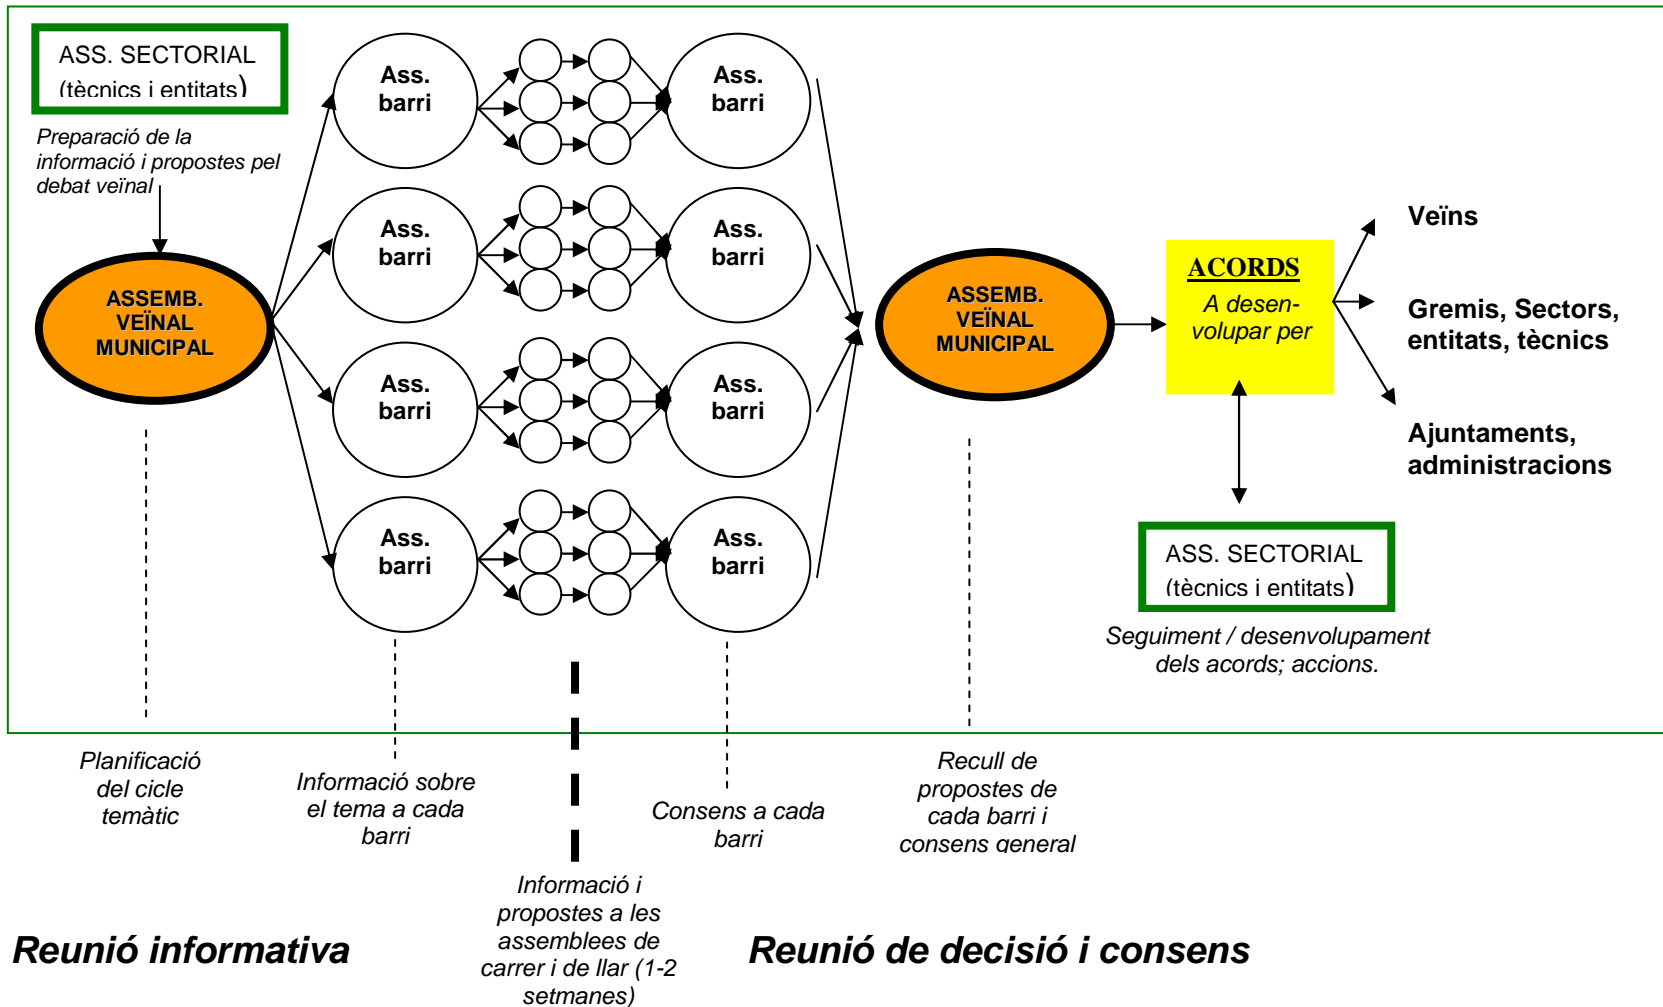 ASS. SECTORIAL
(tècnics i entitats)
Preparació de la
informació i propostes pel
debat veïnal
ASSEMB.
VEÏNAL
MUNICIPAL
Ass.
barri
Ass.
barri
Ass.
barri
Ass.
barri
Ass.
barri
Ass.
barri
Ass.
barri
Ass.
barri
ASSEMB.
VEÏNAL
MUNICIPAL
ACORDS
A desen-
volupar per
Veïns
Gremis, Sectors,
entitats, tècnics
Ajuntaments,
administracions
ASS. SECTORIAL
(tècnics i entitats)
Seguiment / desenvolupament
dels acords; accions.
Planificació
del cicle
temàtic
Informació sobre
el tema a cada
barri
Informació i
propostes a les
assemblees de
carrer i de llar (1-2
setmanes)
Consens a cada
barri
Recull de
propostes de
cada barri i
consens general
Reunió informativa
Reunió de decisió i consens